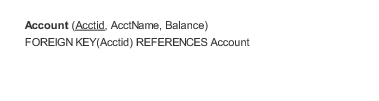 Account (Acctid, AcctName, Balance)
FOREIGN KEY(Acctid) REFERENCES Account